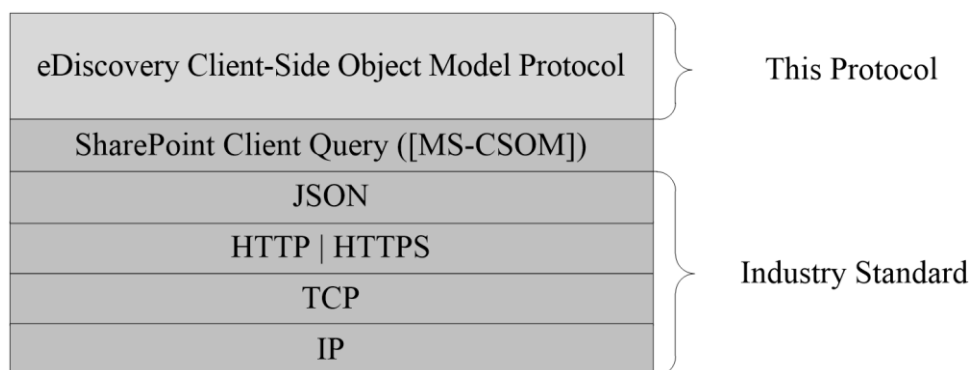 eDiscovery Client-Side Object Model Protocol
This Protocol
SharePoint Client Query ([MS-CSOM])
JSON
HTTP | HTTPS
Industry Standard
TCP
IP